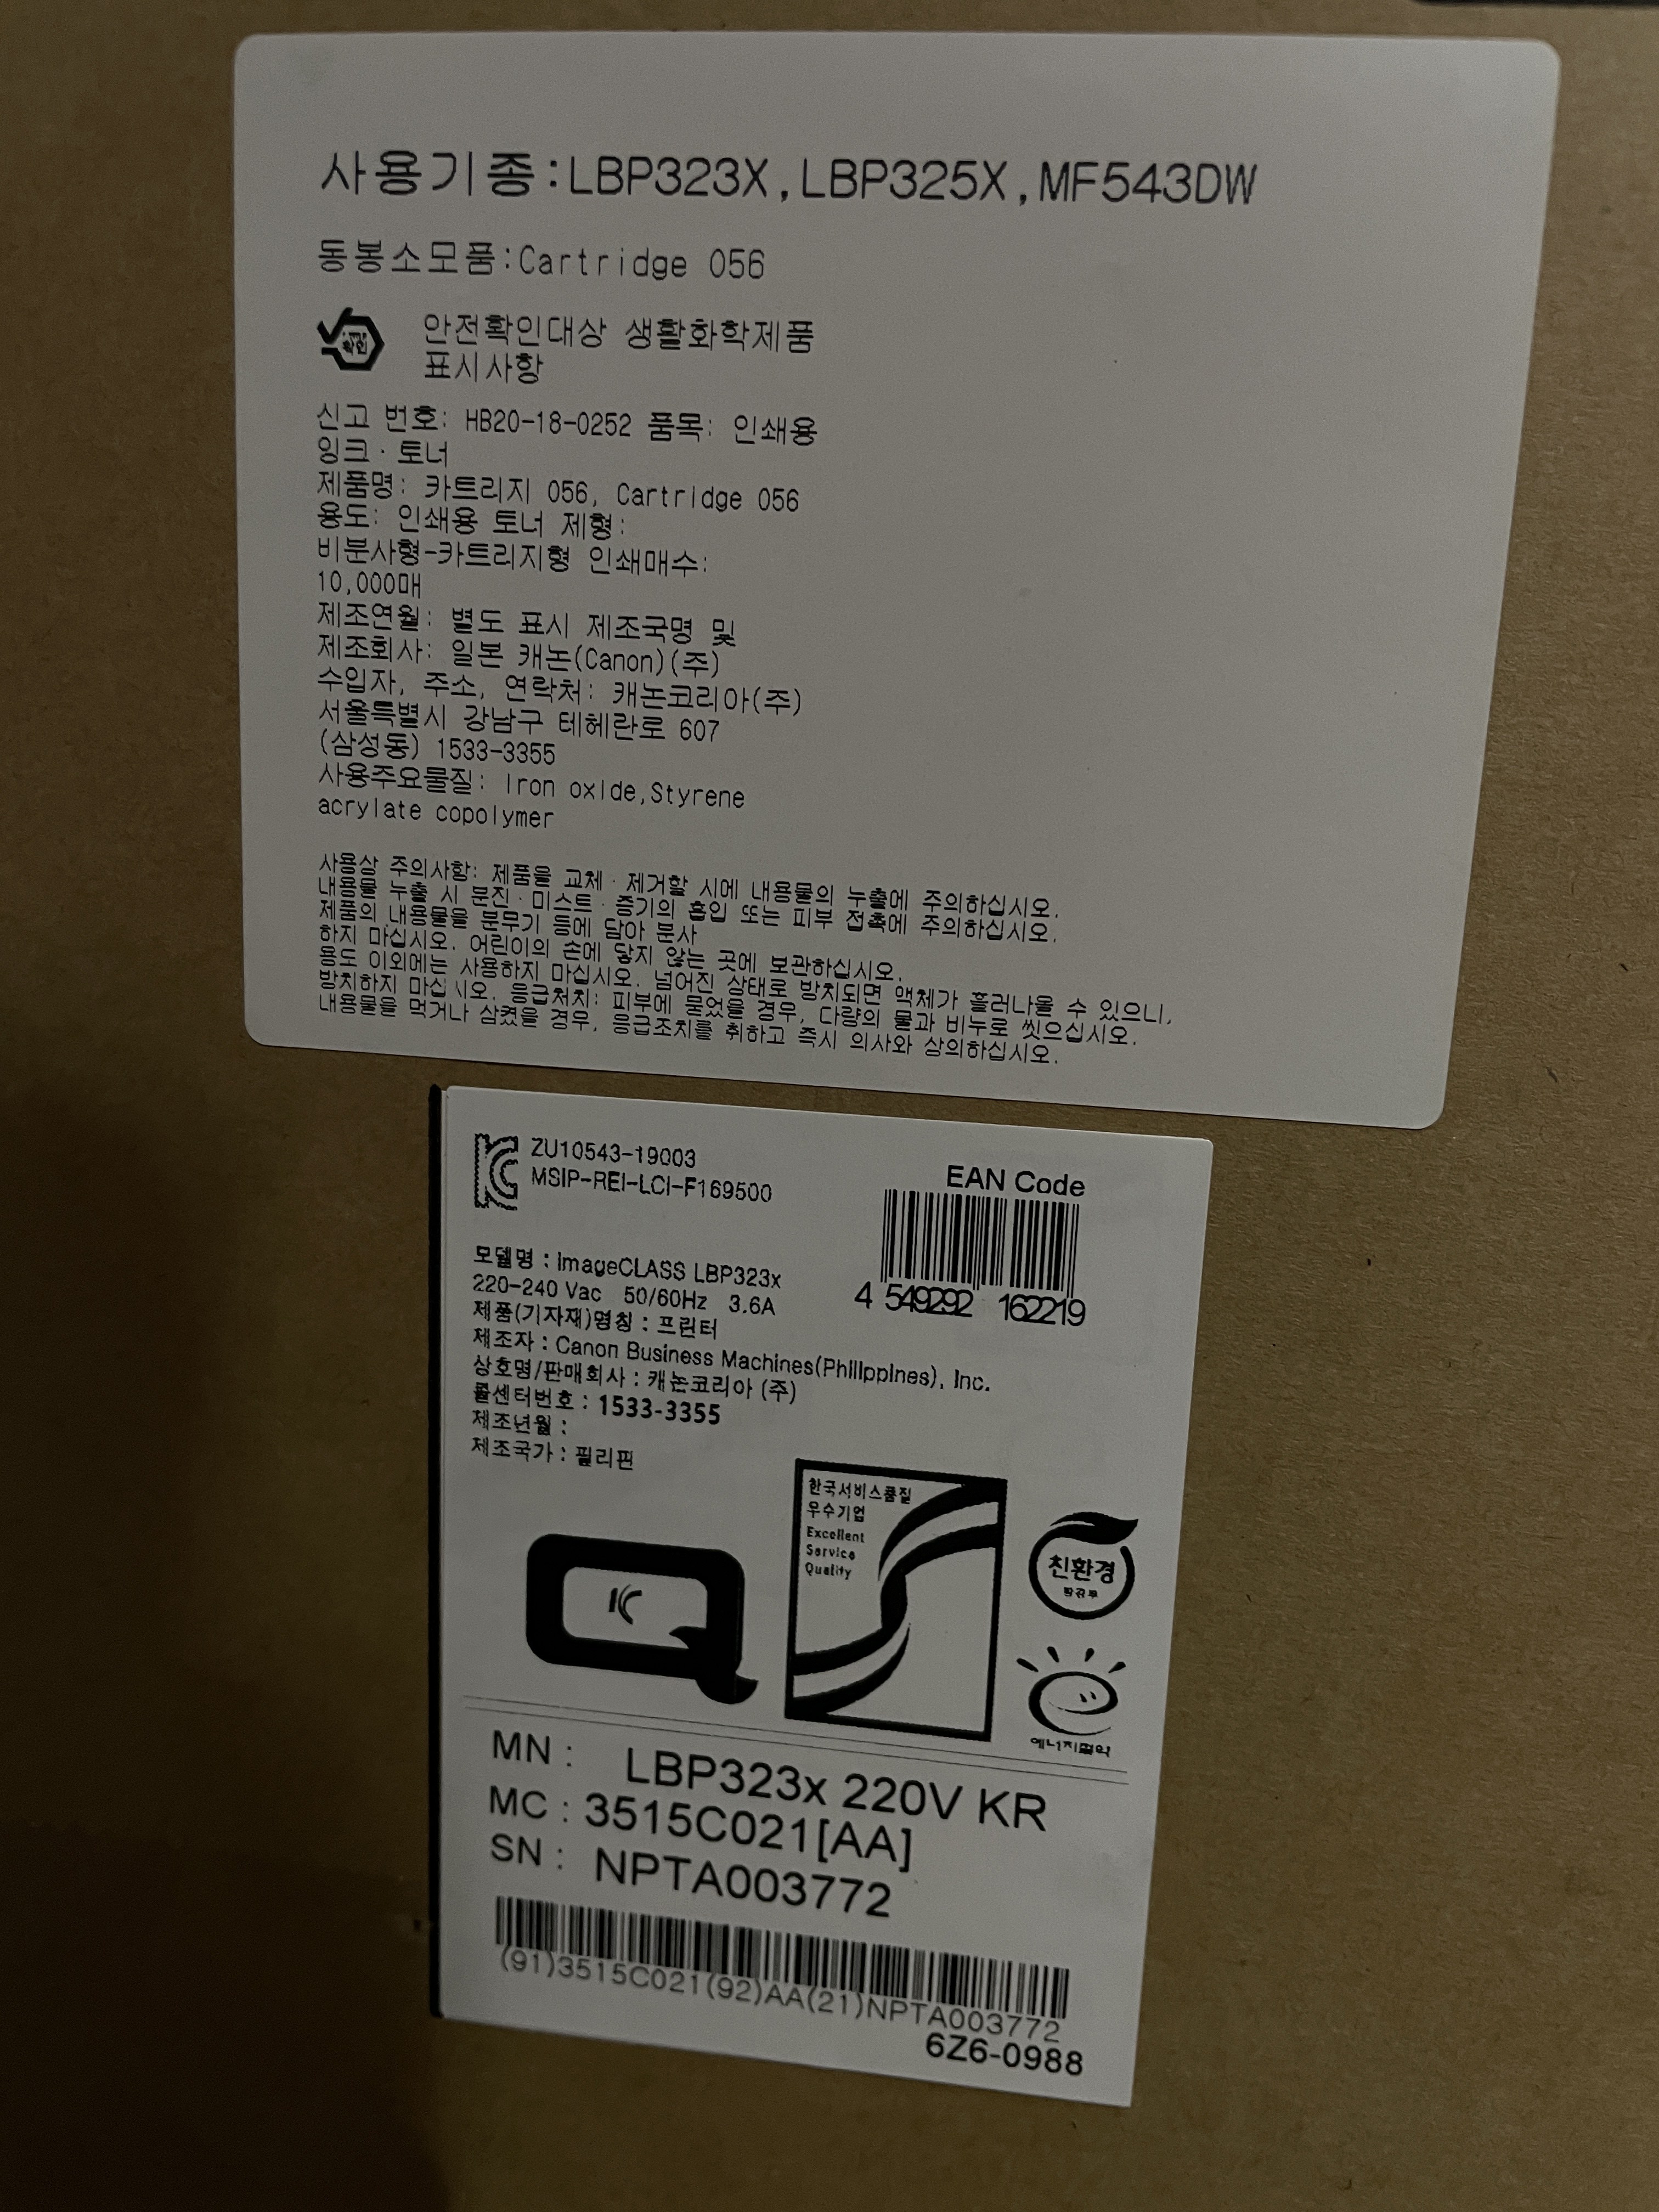 사용기종:LBP323X,LBP325X,MF543DW
동봉소모품:Cartridge 056
확인
안전확인대상 생활화학제품
표시사항
신고 번호: HB20-18-0252 품목: 인쇄용
잉크·토너
제품명: 카트리지 056, Cartridge 056
용도: 인쇄용 토너 제형:
비분사형-카트리지형 인쇄매수:
10,000매
제조연월: 별도 표시 제조국명 및
제조회사: 일본 캐논(Canon)(주)
수입자, 주소, 연락처: 캐논코리아(주)
서울특별시 강남구 테헤란로 607
(삼성동) 1533-3355
사용주요물질: Iron oxide,Styrene
acrylate copolymer
사용상 주의사항: 제품을 교체·제거할 시에 내용물의 누출에 주의하십시오.
내용물 누출 시 분진·미스트·증기의 흡입 또는 피부 접촉에 주의하십시오.
제품의 내용물을 분무기 등에 담아 분사
하지 마십시오. 어린이의 손에 닿지 않는 곳에 보관하십시오.
용도 이외에는 사용하지 마십시오. 넘어진 상태로 방치되면 액체가 흘러나올 수 있으니,
방치하지 마십시오. 응급처치: 피부에 묻었을 경우, 다량의 물과 비누로 씻으십시오.
내용물을 먹거나 삼켰을 경우, 응급조치를 취하고 즉시 의사와 상의하십시오.
ZU10543-19003
MSIP-REI-LCI-F169500
EAN Code
4 549292 162219
모델명 : imageCLASS LBP323x
220-240 Vac 50/60Hz 3.6A
제품(기자재)명칭 : 프린터
제조자 : Canon Business Machines(Philippines), Inc.
상호명/판매회사 : 캐논코리아 (주)
콜센터번호 : 1533-3355
제조년월 :
제조국가 : 필리핀
한국서비스품질
우수기업
Excellent
Service
Quality
친환경
에너지절약
MN : LBP323x 220V KR
MC : 3515C021[AA]
SN : NPTA003772
(91)3515C021(92)AA(21)NPTA003772
6Z6-0988